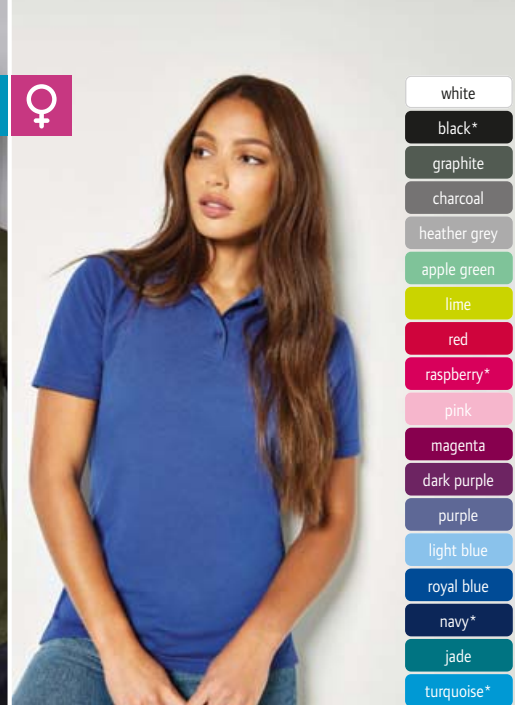 white
black*
graphite
charcoal
heather grey
apple green
lime
red
raspberry*
pink
magenta
dark purple
purple
light blue
royal blue
navy*
jade
turquoise*